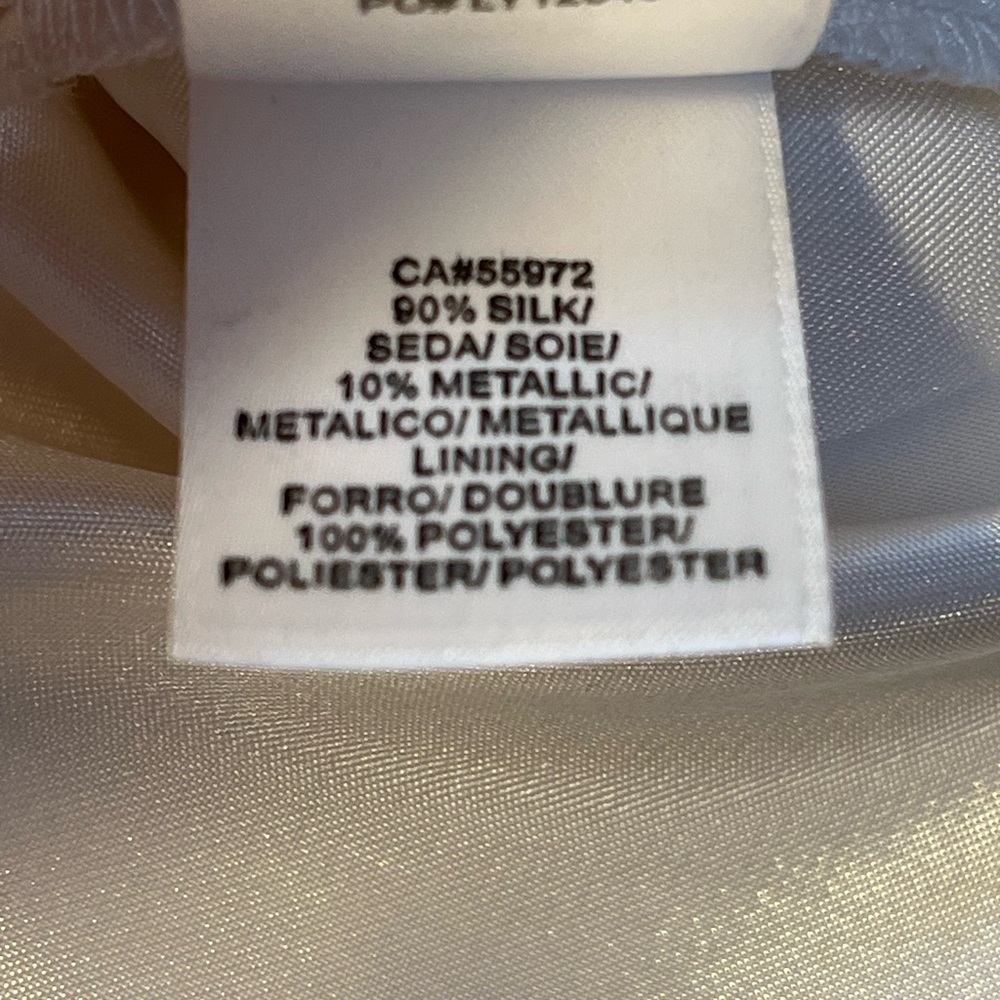 CA#55972
90% SILK/
SEDA/ SOIE/
10% METALLIC/
METALICO/ METALLIQUE
LINING/
FORRO/ DOUBLURE
100% POLYESTER/
POLIESTER/ POLYESTER